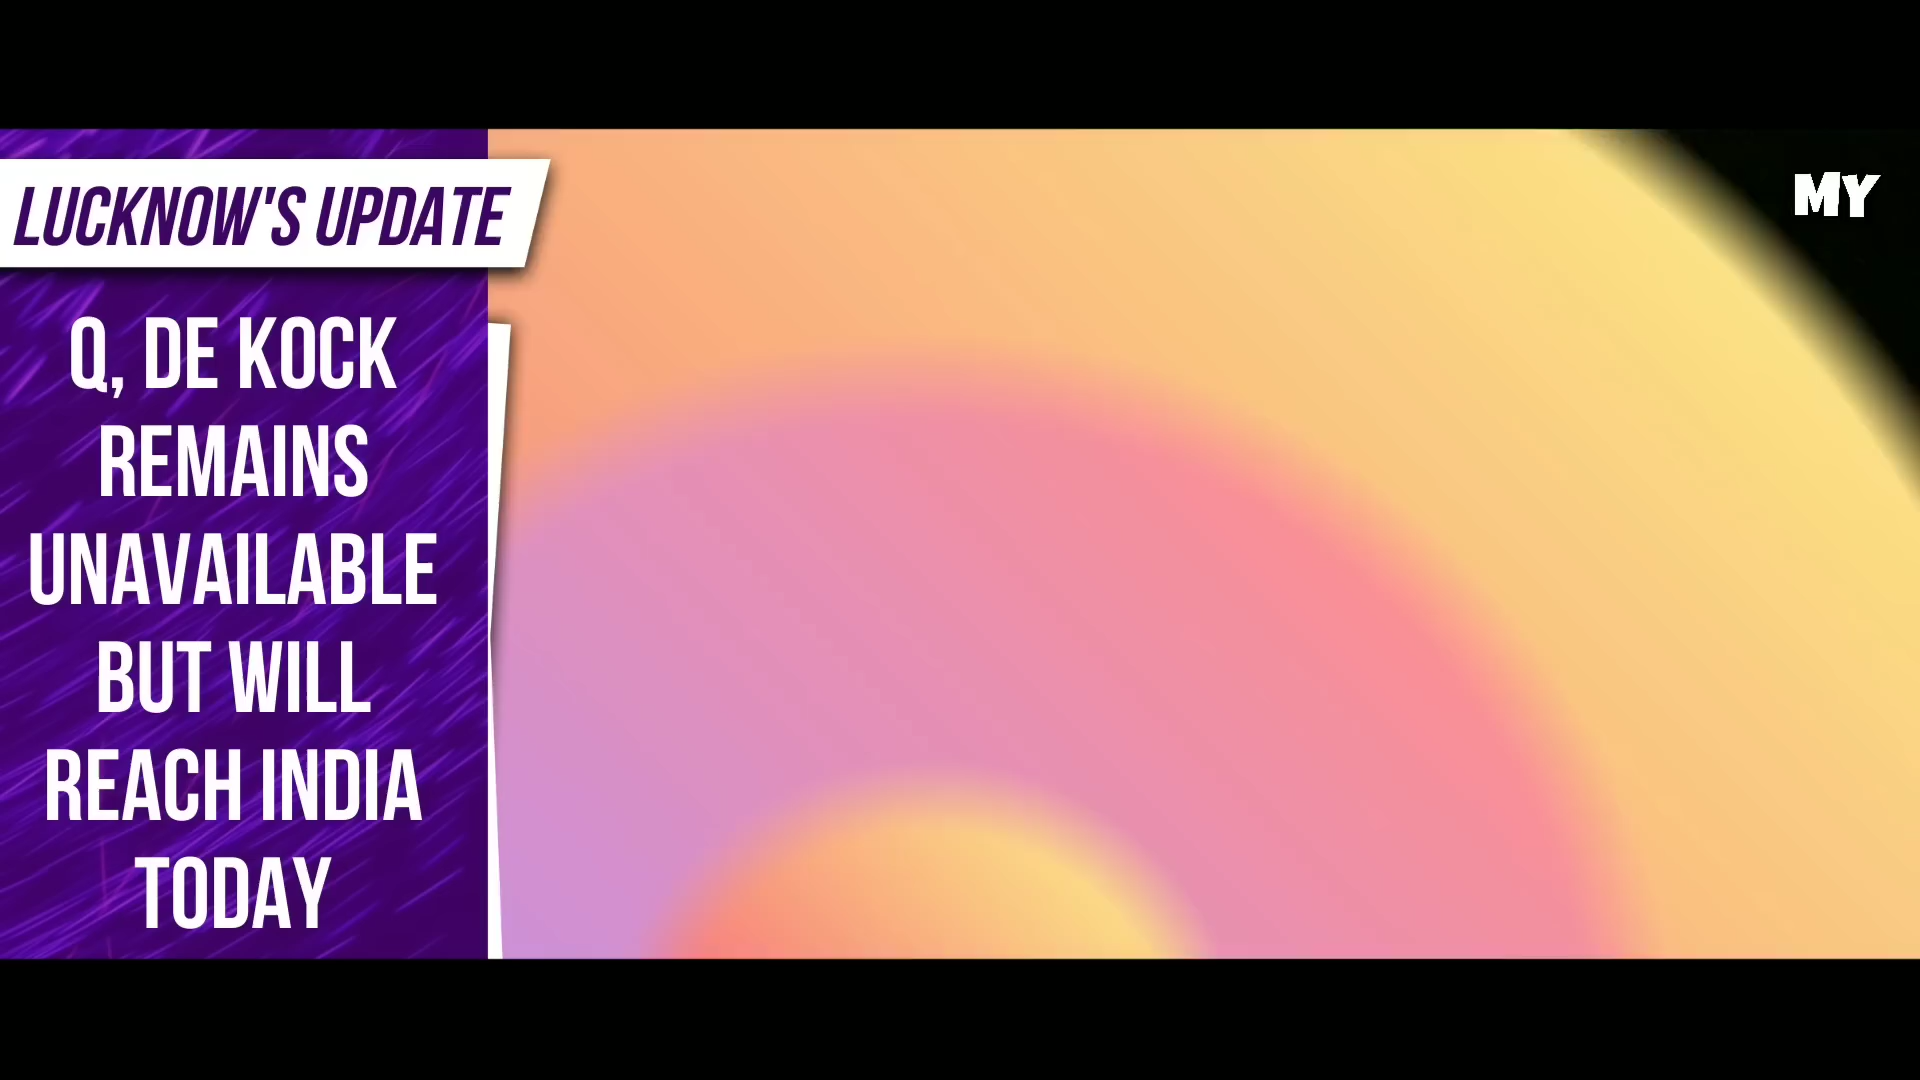 LUCKNOW'S UPDATE
MY
Q, DE KOCK
REMAINS
UNAVAILABLE
BUT WILL
REACH INDIA
TODAY